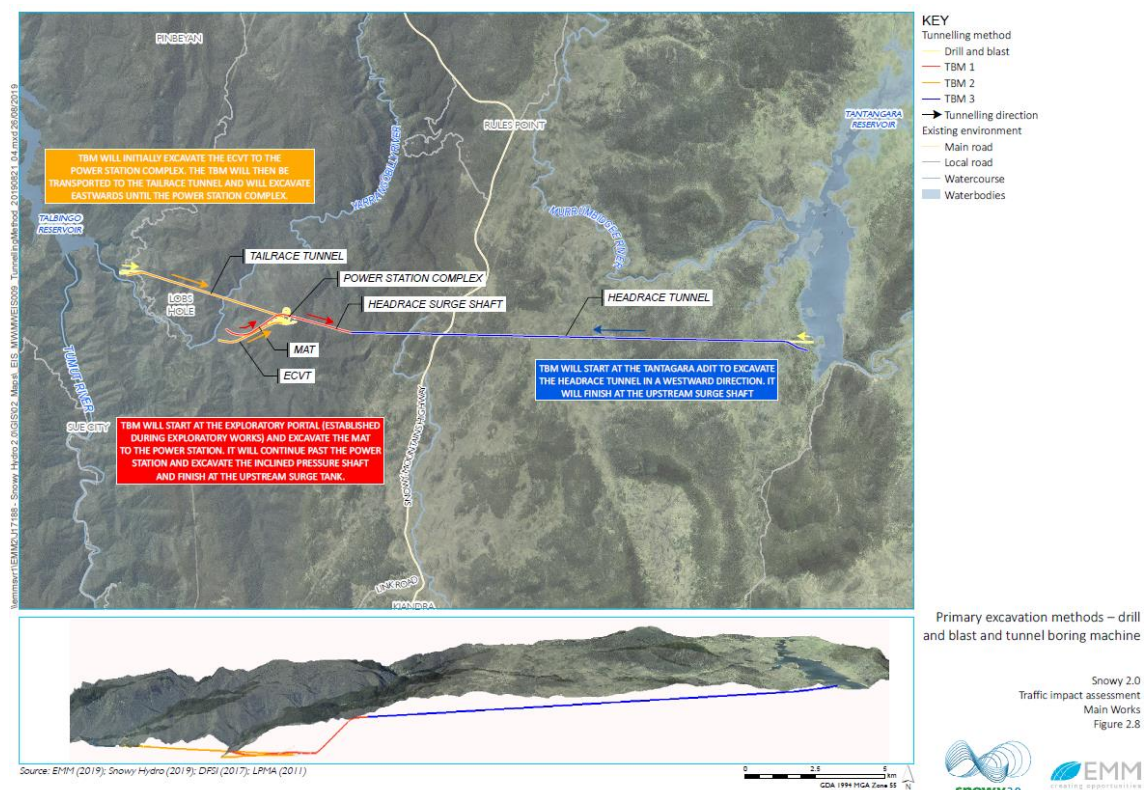 PINBEYAN
RULES POINT
TANTANGARA
RESERVOIR
YARRANGOBILLY RIVER
TBM WILL INITIALLY EXCAVATE THE ECVT TO THE
POWER STATION COMPLEX. THE TBM WILL THEN BE
TRANSPORTED TO THE TAILRACE TUNNEL AND WILL EXCAVATE
EASTWARDS UNTIL THE POWER STATION COMPLEX.
TALBINGO
RESERVOIR
MURRUMBIDGEE RIVER
TAILRACE TUNNEL
POWER STATION COMPLEX
LOBS
HOLE
HEADRACE SURGE SHAFT
HEADRACE TUNNEL
MAT
ECVT
TUMUT RIVER
TBM WILL START AT THE TANTAGARA ADIT TO EXCAVATE
THE HEADRACE TUNNEL IN A WESTWARD DIRECTION. IT
WILL FINISH AT THE UPSTREAM SURGE SHAFT
SUE CITY
TBM WILL START AT THE EXPLORATORY PORTAL (ESTABLISHED
DURING EXPLORATORY WORKS) AND EXCAVATE THE MAT
TO THE POWER STATION. IT WILL CONTINUE PAST THE POWER
STATION AND EXCAVATE THE INCLINED PRESSURE SHAFT
AND FINISH AT THE UPSTREAM SURGE TANK.
SNOWY MOUNTAINS HIGHWAY
LINK ROAD
KIANDRA
KEY
Tunnelling method
Drill and blast
TBM 1
TBM 2
TBM 3
Tunnelling direction
Existing environment
Main road
Local road
Watercourse
Waterbodies
Primary excavation methods – drill
and blast and tunnel boring machine
Snowy 2.0
Traffic impact assessment
Main Works
Figure 2.8
Source: EMM (2019); Snowy Hydro (2019); DFSI (2017); LPMA (2011)
0 2.5 5
km
GDA 1994 MGA Zone 55
N
snowy2.0
EMM
creating opportunities